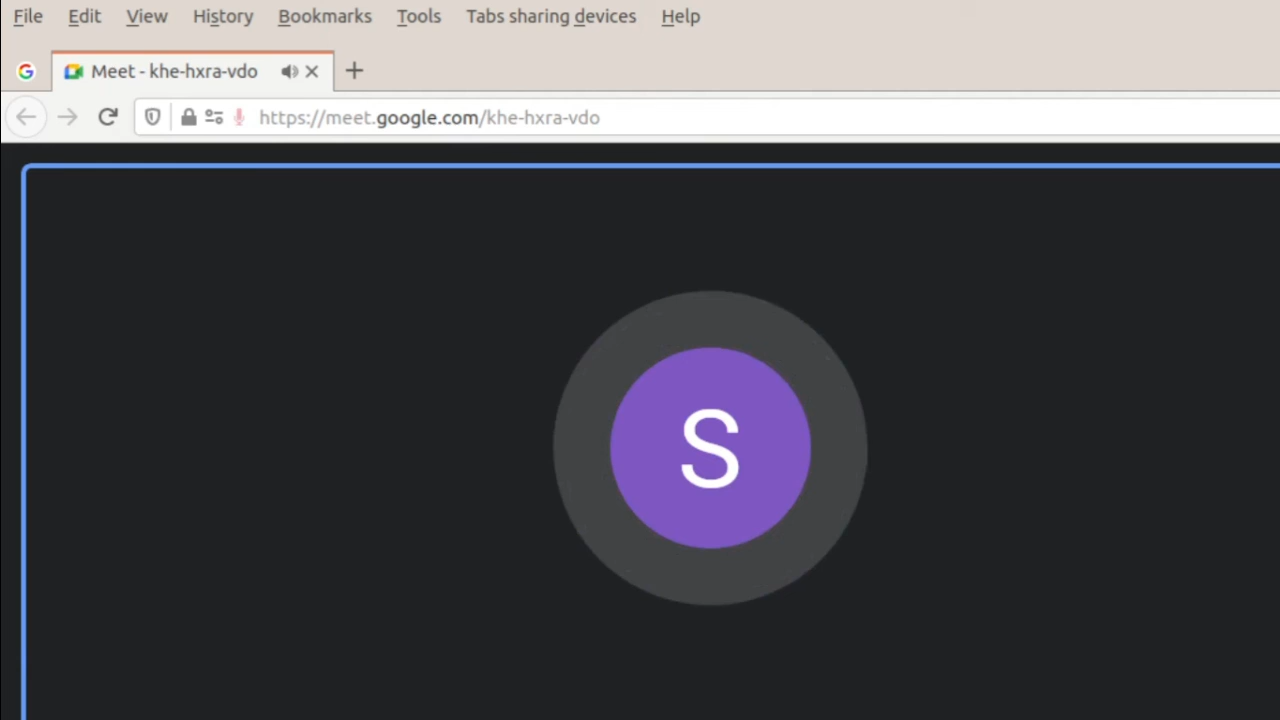 File Edit View History Bookmarks Tools Tabs sharing devices Help
G Meet - khe-hxra-vdo
https://meet.google.com/khe-hxra-vdo
S